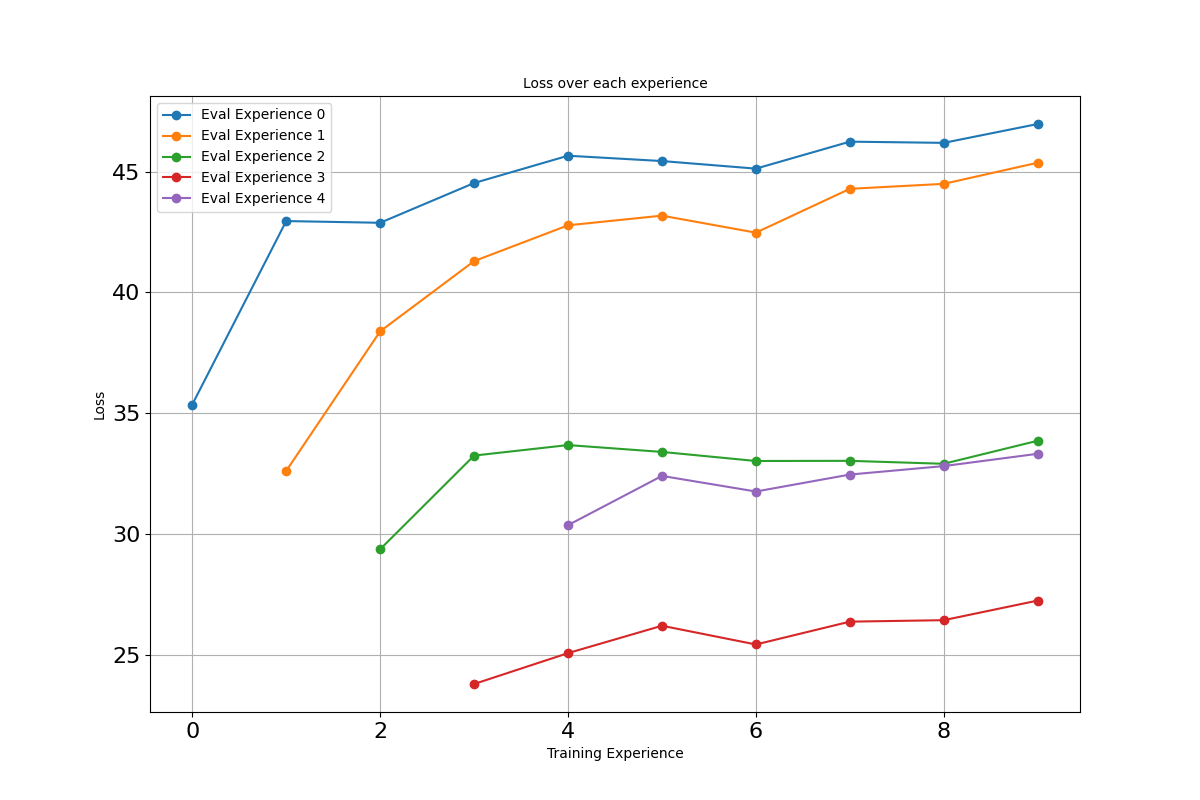 Loss over each experience
Eval Experience 0
Eval Experience 1
Eval Experience 2
Eval Experience 3
Eval Experience 4
45
40
35
30
25
Loss
0 2 4 6 8
Training Experience